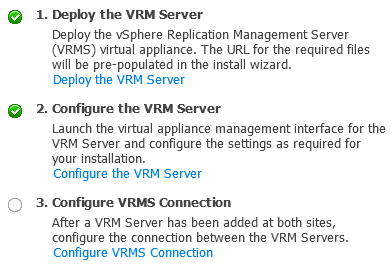 1. Deploy the VRM Server
Deploy the vSphere Replication Management Server
(VRMS) virtual appliance. The URL for the required files
will be pre-populated in the install wizard.
Deploy the VRM Server
2. Configure the VRM Server
Launch the virtual appliance management interface for the
VRM Server and configure the settings as required for
your installation.
Configure the VRM Server
3. Configure VRMS Connection
After a VRM Server has been added at both sites,
configure the connection between the VRM Servers.
Configure VRMS Connection